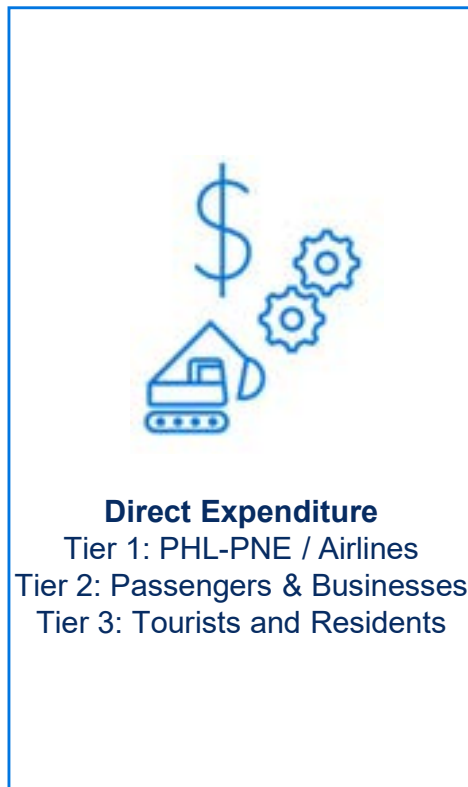 Direct Expenditure
Tier 1: PHL-PNE / Airlines
Tier 2: Passengers & Businesses
Tier 3: Tourists and Residents